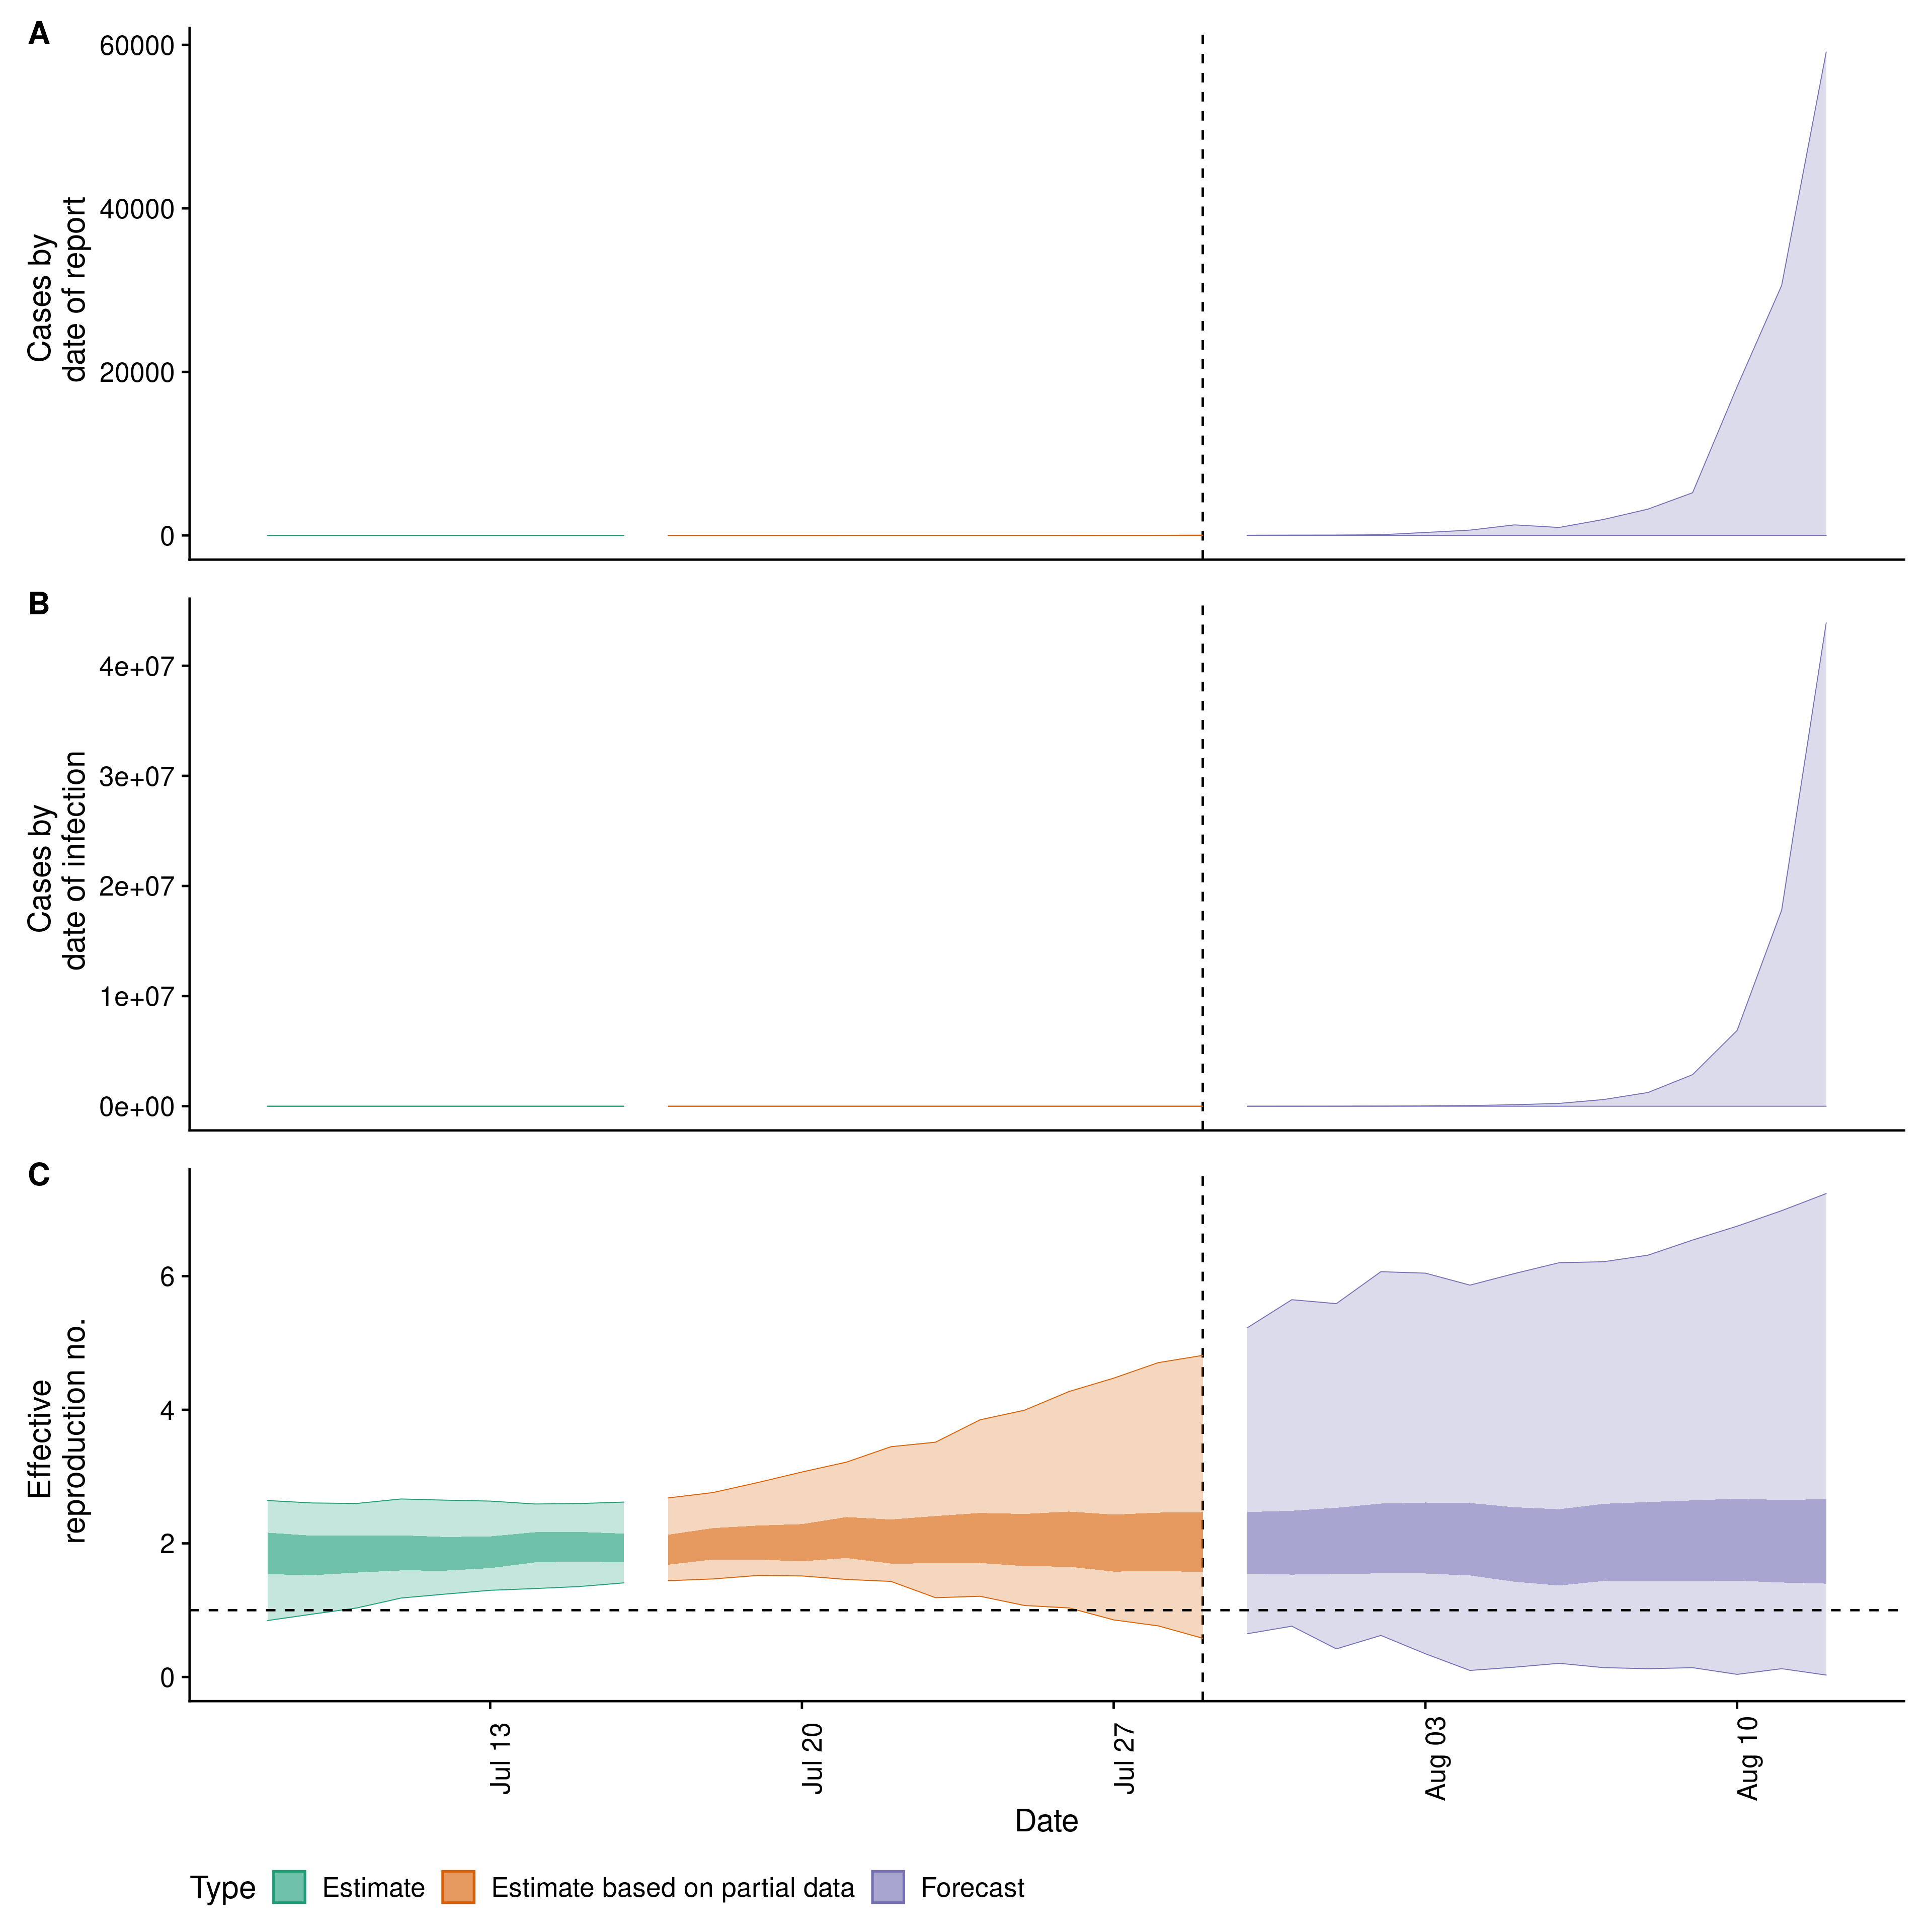 A
Cases by
date of report
60000
40000
20000
0
B
Cases by
date of infection
4e+07
3e+07
2e+07
1e+07
0e+00
C
Effective
reproduction no.
6
4
2
0
Jul 13
Jul 20
Jul 27
Aug 03
Aug 10
Date
Type Estimate Estimate based on partial data Forecast